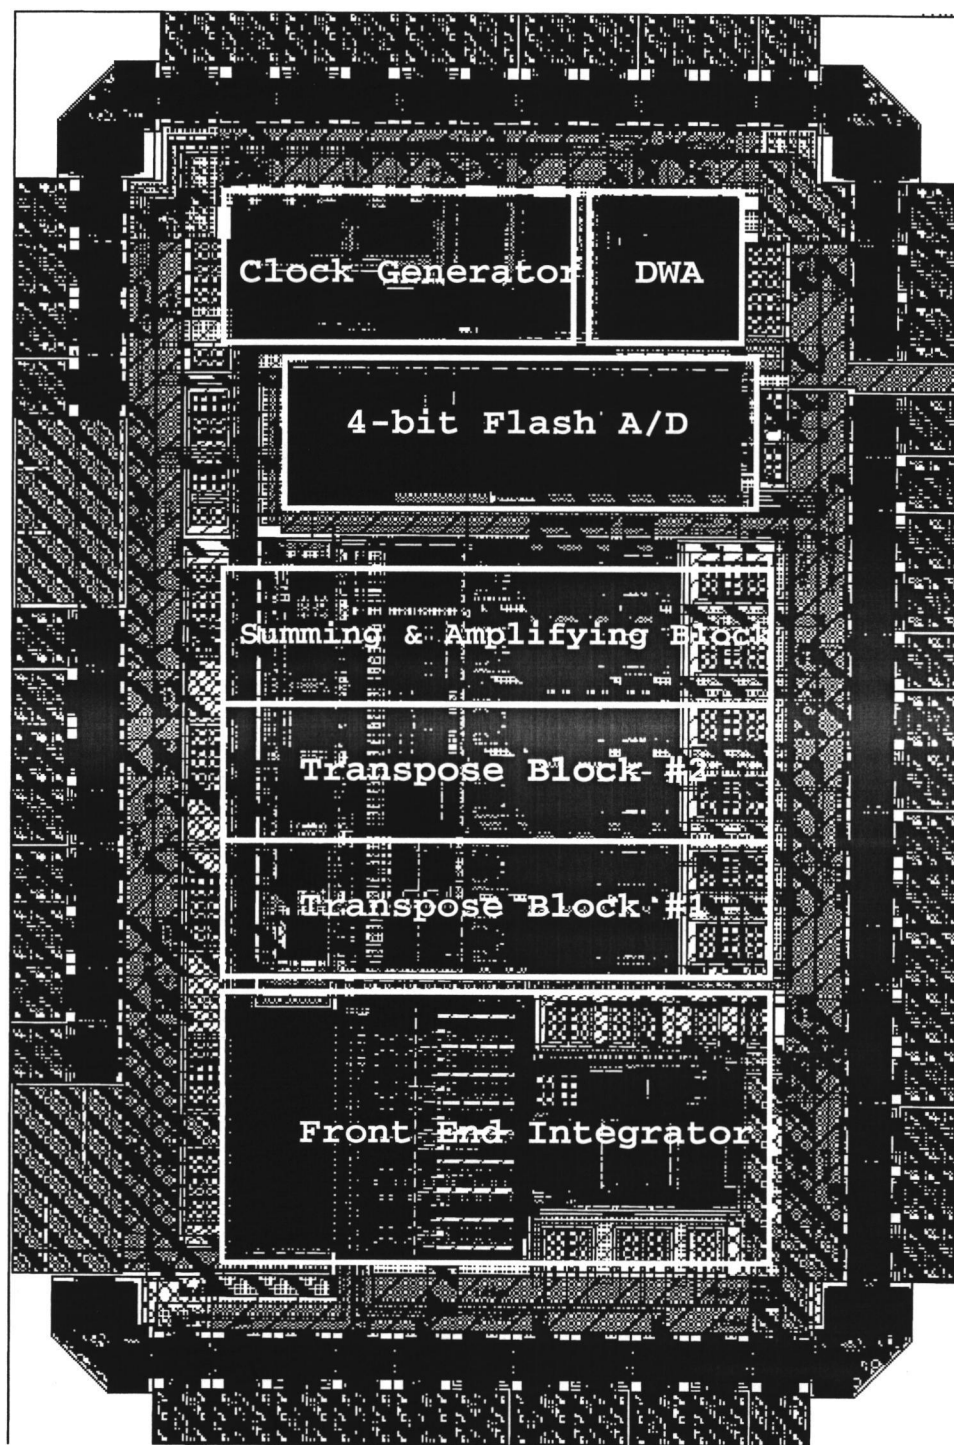 Clock Generator
DWA
4-bit Flash A/D
Summing & Amplifying Block
Transpose Block #2
Transpose Block #1
Front End Integrator